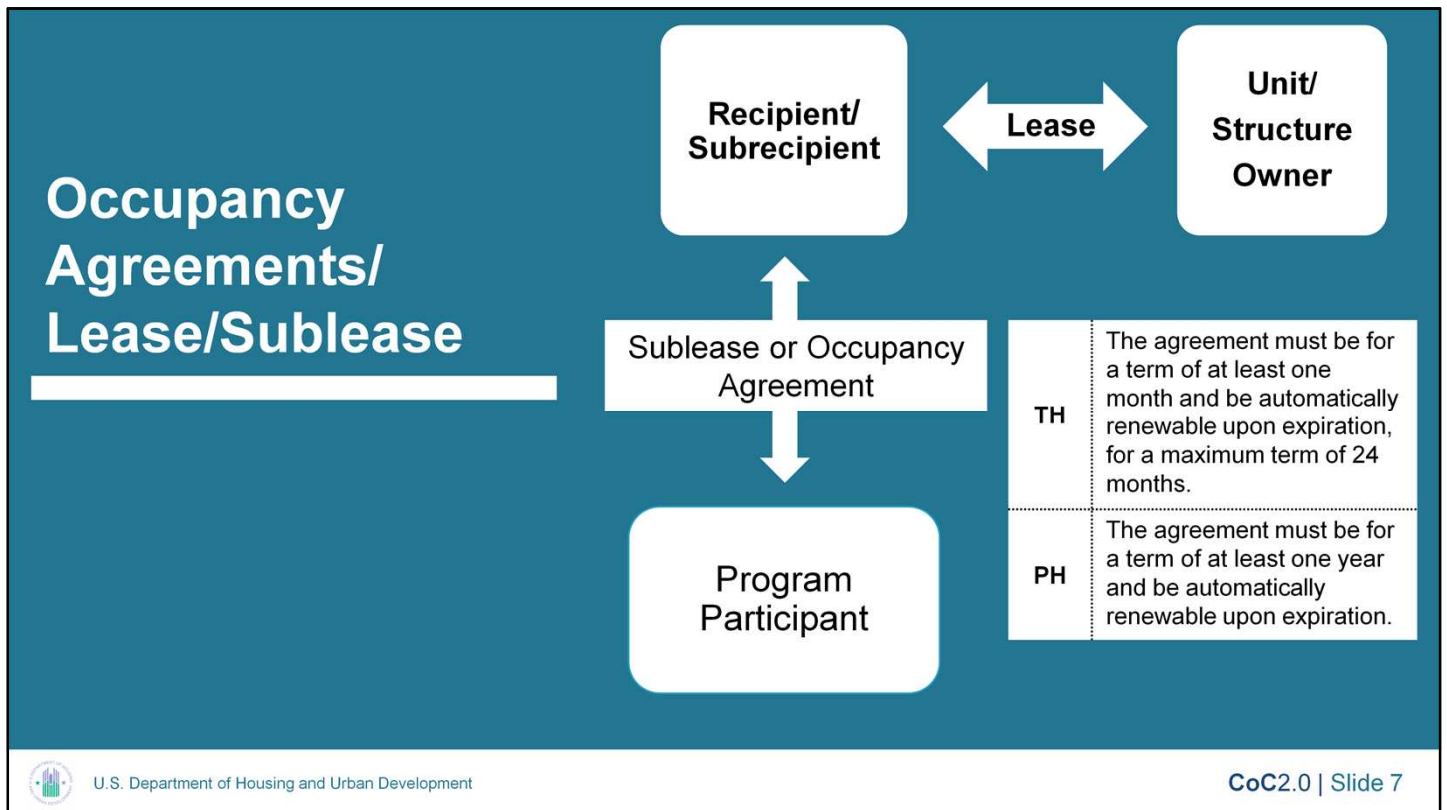 Occupancy
Agreements/
Lease/Sublease
Recipient/
Subrecipient
Lease
Unit/
Structure
Owner
Sublease or Occupancy
Agreement
Program
Participant
TH
The agreement must be for
a term of at least one
month and be automatically
renewable upon expiration,
for a maximum term of 24
months.
PH
The agreement must be for
a term of at least one year
and be automatically
renewable upon expiration.
U.S. Department of Housing and Urban Development
CoC2.0 | Slide 7